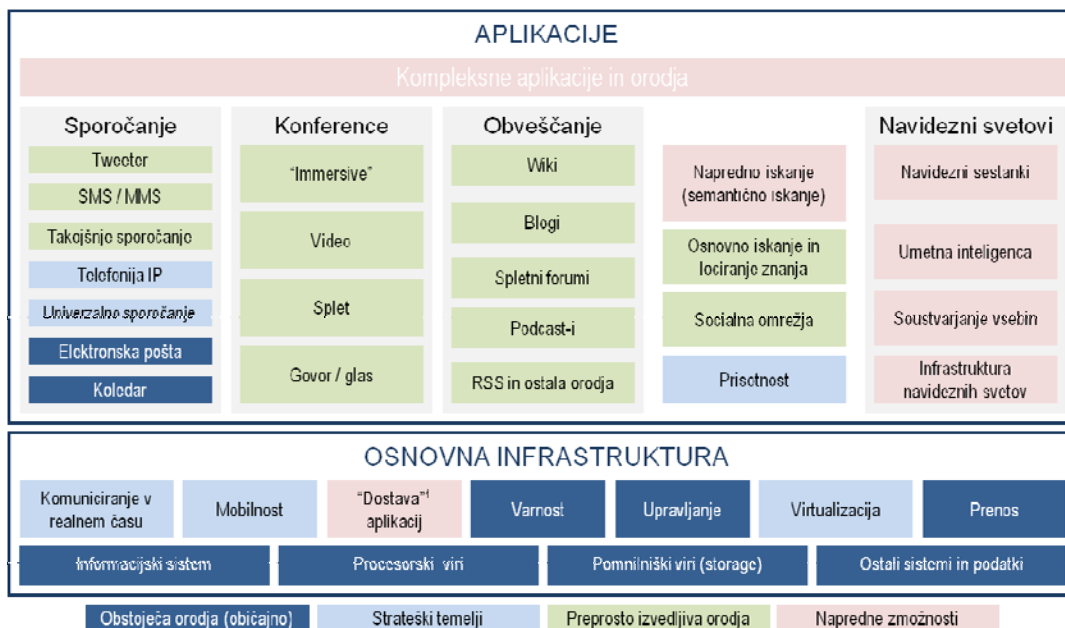 APLIKACIJE
Kompleksne aplikacije in orodja
Sporočanje
Tweeter
SMS / MMS
Takojšnje sporočanje
Telefonija IP
Univerzalno sporočanje
Elektronska pošta
Koledar
Konference
“Immersive”
Video
Splet
Govor / glas
Obveščanje
Wiki
Blogi
Spletni forumi
Podcast-i
RSS in ostala orodja
Napredno iskanje
(semantično iskanje)
Osnovno iskanje in
lociranje znanja
Socialna omrežja
Prisotnost
Navidezni svetovi
Navidezni sestanki
Umetna inteligenca
Soustvarjanje vsebin
Infrastruktura
navideznih svetov
OSNOVNA INFRASTRUKTURA
Komuniciranje v
realnem času
Mobilnost
“Dostava”¹
aplikacij
Varnost
Upravljanje
Virtualizacija
Prenos
Informacijski sistem
Procesorski viri
Pomnilniški viri (storage)
Ostali sistemi in podatki
Obstoječa orodja (običajno)
Strateški temelji
Preprosto izvedljiva orodja
Napredne zmožnosti